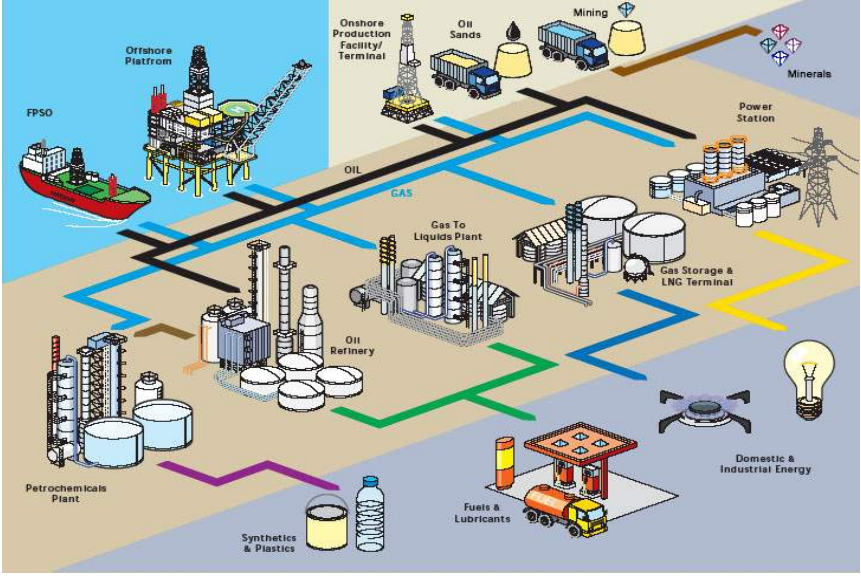 Onshore
Production
Facility/
Terminal
Oil
Sands
Mining
Minerals
Offshore
Platfrom
FPSO
Power
Station
OIL
GAS
Gas To
Liquids Plant
Gas Storage &
LNG Terminal
Oil
Refinery
Petrochemicals
Plant
Domestic &
Industrial Energy
FUEL
Fuels &
Lubricants
Synthetics
& Plastics